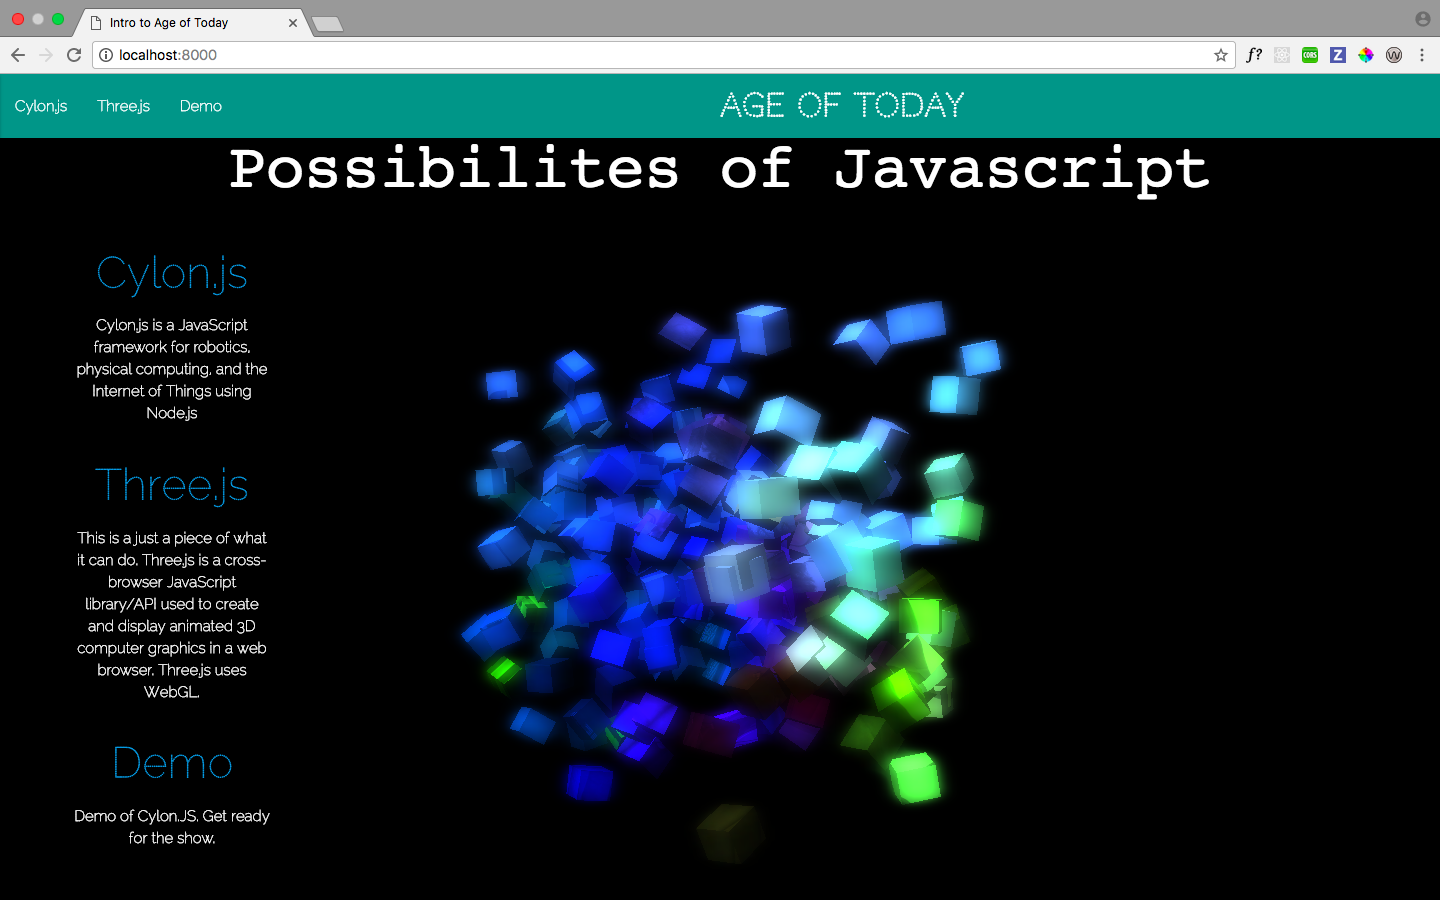 Intro to Age of Today
localhost:8000
f?
CORS
Z
W
Cylon.js Three.js Demo
AGE OF TODAY
Possibilites of Javascript
Cylon.js
Cylon.js is a JavaScript
framework for robotics,
physical computing, and the
Internet of Things using
Node.js
Three.js
This is a just a piece of what
it can do. Three.js is a cross-
browser JavaScript
library/API used to create
and display animated 3D
computer graphics in a web
browser. Three.js uses
WebGL.
Demo
Demo of Cylon.JS. Get ready
for the show.